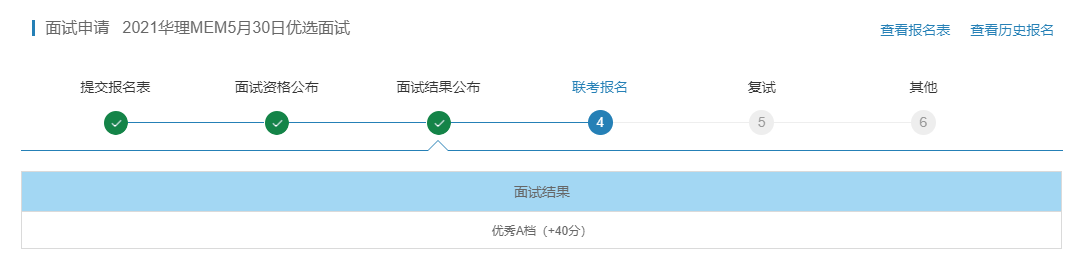 面试申请 2021华理MEM5月30日优选面试
查看报名表 查看历史报名
提交报名表 面试资格公布 面试结果公布 联考报名 复试 其他
4 5 6
面试结果
优秀A档（+40分）